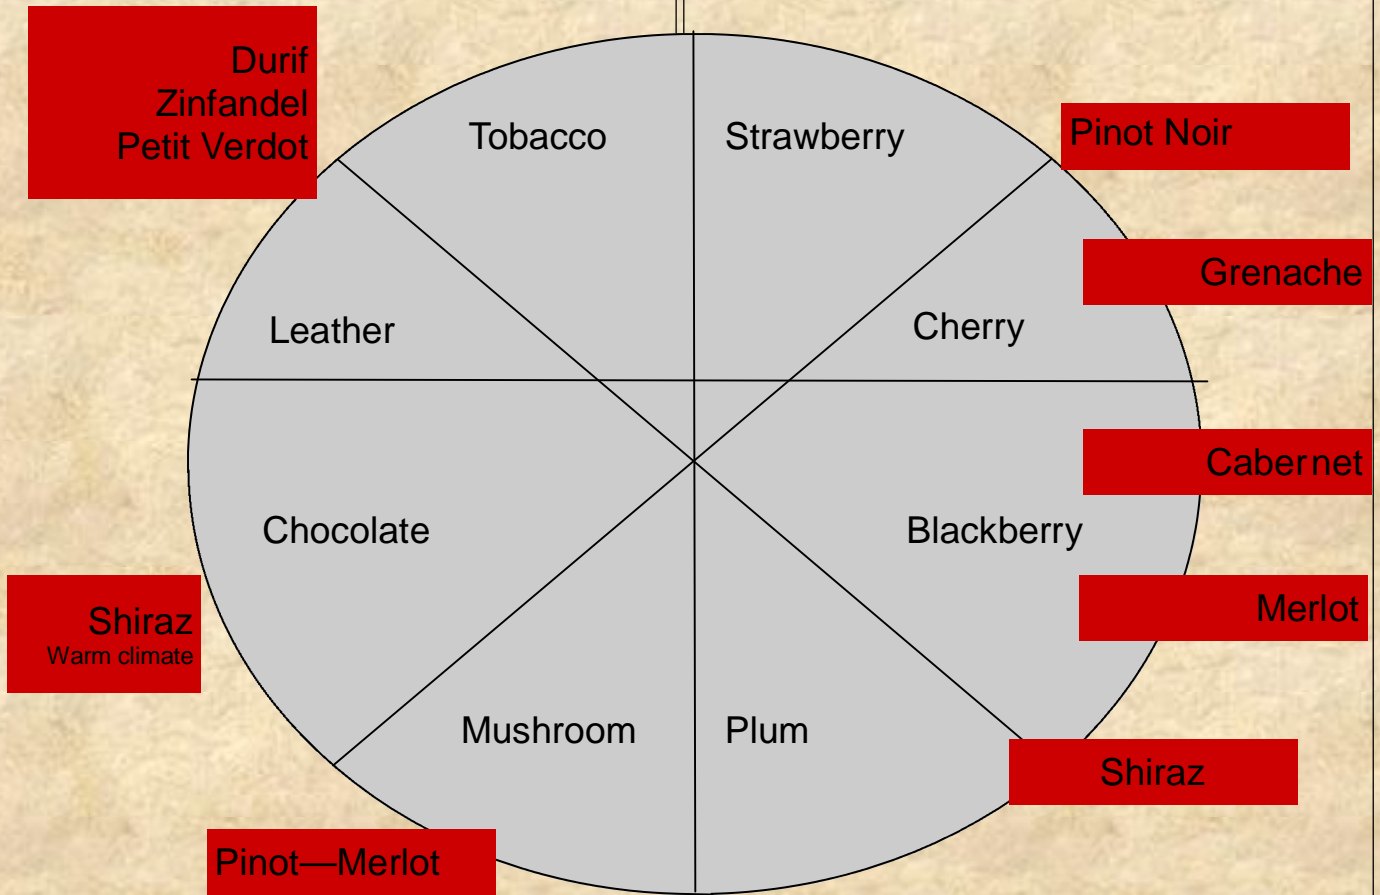 Durif
Zinfandel
Petit Verdot
Tobacco
Strawberry
Pinot Noir
Grenache
Leather
Cherry
Cabernet
Chocolate
Blackberry
Merlot
Shiraz
Warm climate
Mushroom
Plum
Shiraz
Pinot—Merlot